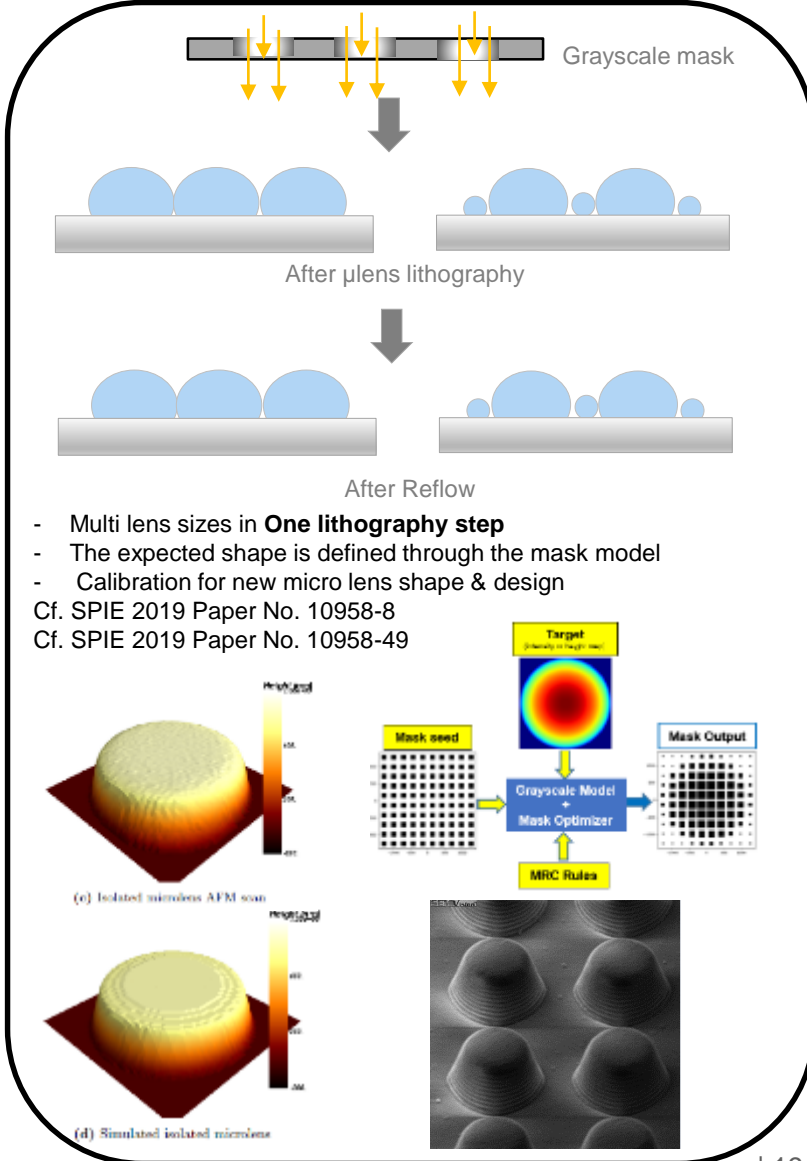 Grayscale mask
After µlens lithography
After Reflow
- Multi lens sizes in One lithography step
- The expected shape is defined through the mask model
- Calibration for new micro lens shape & design
Cf. SPIE 2019 Paper No. 10958-8
Cf. SPIE 2019 Paper No. 10958-49
Target
Mask seed
Mask Output
Grayscale Model
+
Mask Optimizer
MRC Rules
(c) Isolated microlens AFM scan
(d) Simulated isolated microlens